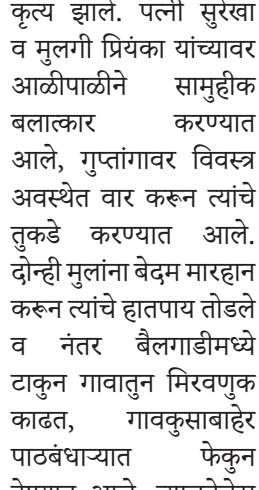 कृत्य झाले. पत्नी सुरेखा
व मुलगी प्रियंका यांच्यावर
आळीपाळीने सामुहीक
बलात्कार करण्यात
आले, गुप्तांगावर विवस्त्र
अवस्थेत वार करून त्यांचे
तुकडे करण्यात आले.
दोन्ही मुलांना बेदम मारहान
करून त्यांचे हातपाय तोडले
व नंतर बैलगाडीमध्ये
टाकुन गावातुन मिरवणुक
काढत, गावकुसाबाहेर
पाठबंधाऱ्यात फेकुन